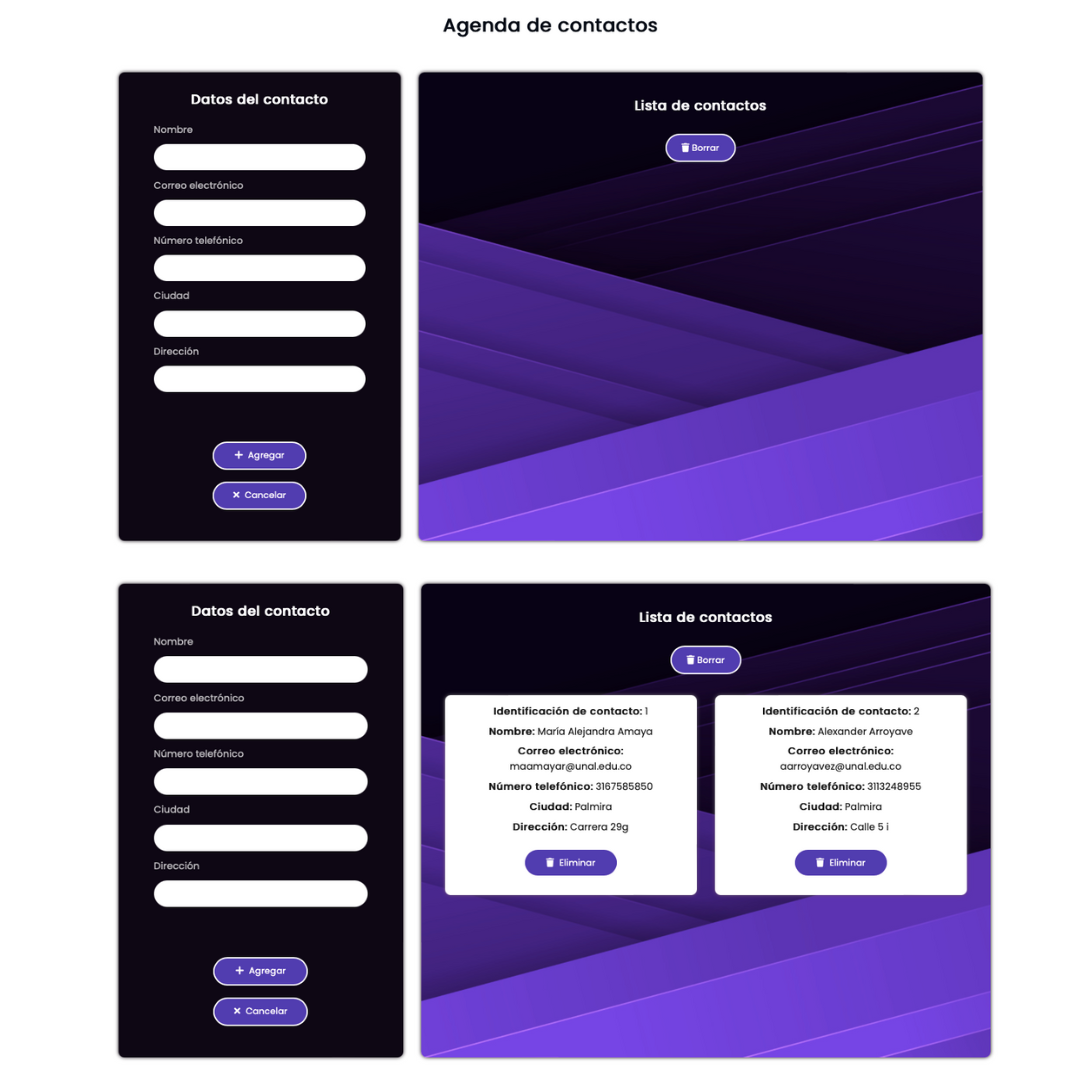 Agenda de contactos
Datos del contacto
Nombre
Correo electrónico
Número telefónico
Ciudad
Dirección
Agregar
Cancelar
Lista de contactos
Borrar
Datos del contacto
Nombre
Correo electrónico
Número telefónico
Ciudad
Dirección
Agregar
Cancelar
Lista de contactos
Borrar
Identificación de contacto: 1
Nombre: María Alejandra Amaya
Correo electrónico:
maamayar@unal.edu.co
Número telefónico: 3167585850
Ciudad: Palmira
Dirección: Carrera 29g
Eliminar
Identificación de contacto: 2
Nombre: Alexander Arroyave
Correo electrónico:
aarroyavez@unal.edu.co
Número telefónico: 3113248955
Ciudad: Palmira
Dirección: Calle 5 i
Eliminar